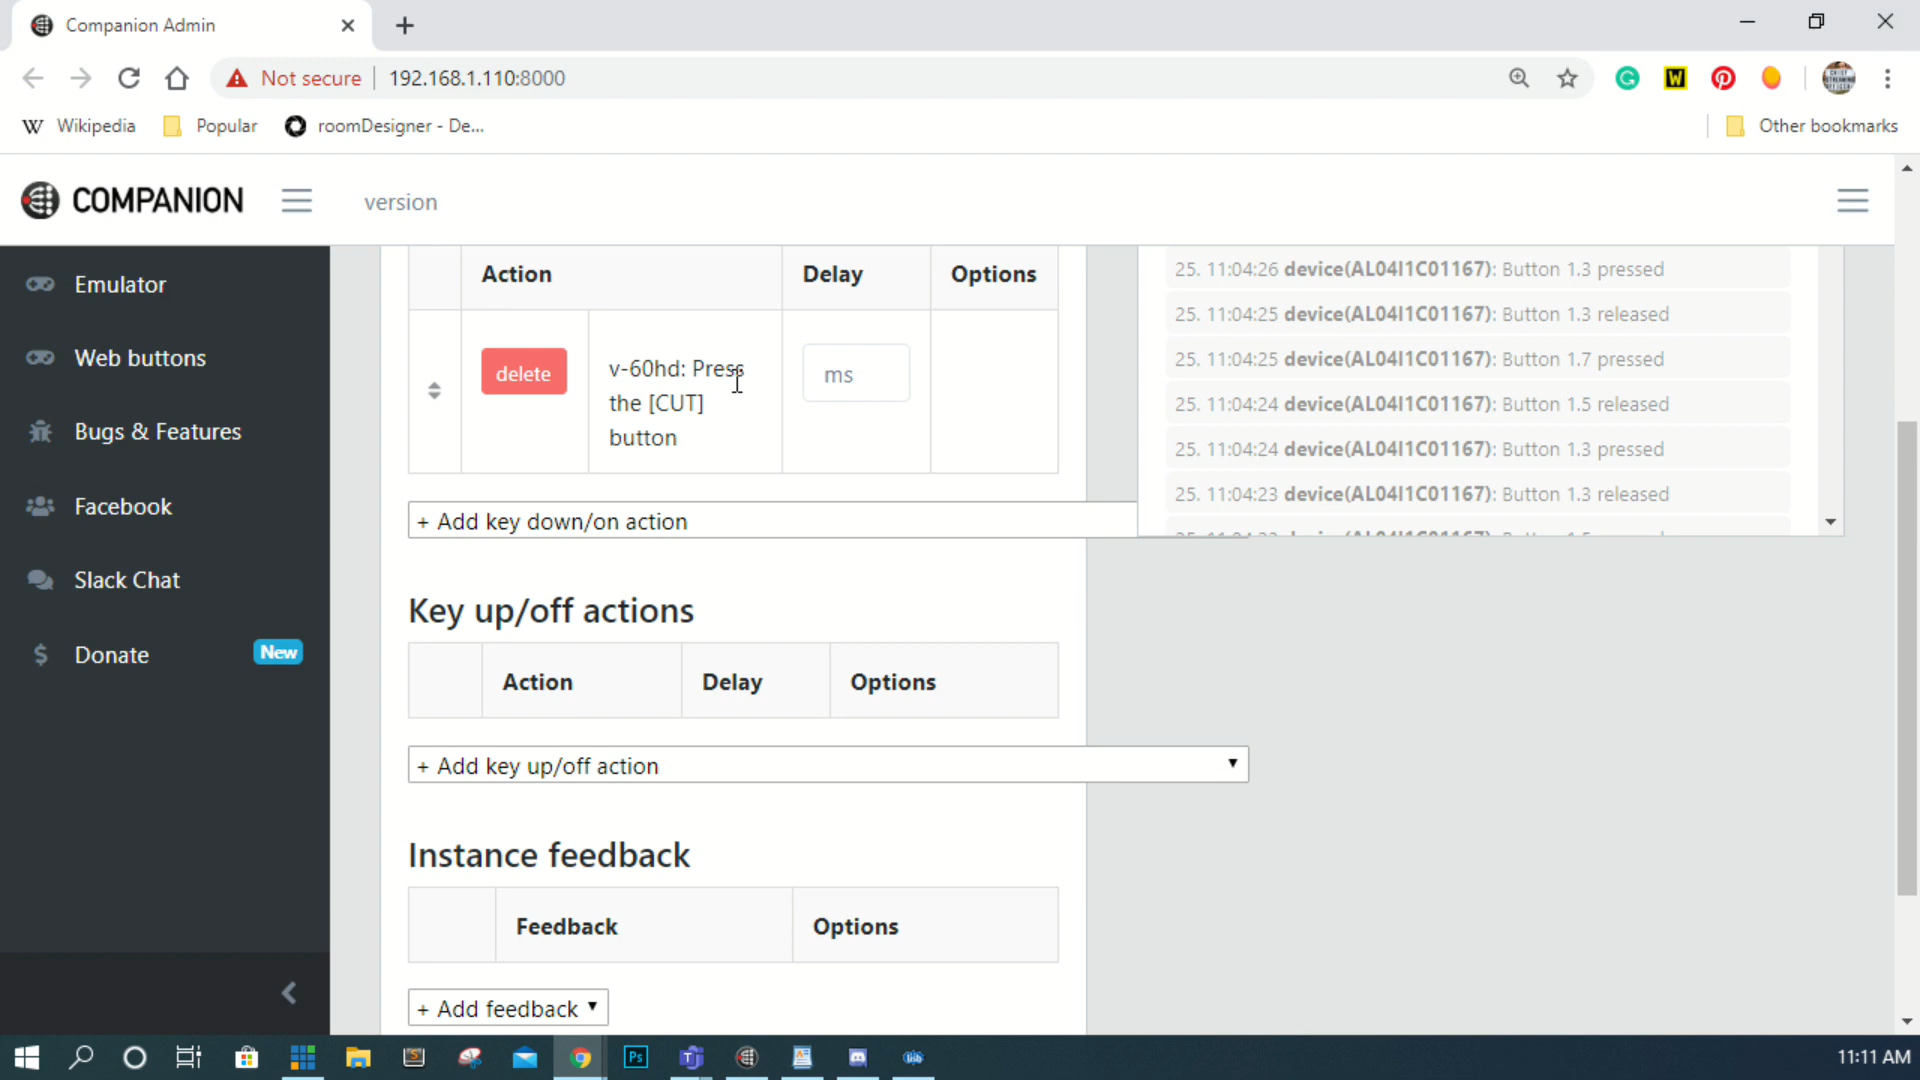 Companion Admin
Not secure
192.168.1.110:8000
W
Wikipedia
Popular
roomDesigner - De...
Other bookmarks
COMPANION
version
Emulator
Web buttons
Bugs & Features
Facebook
Slack Chat
Donate
New
Action
Delay
Options
delete
v-60hd: Press
the [CUT]
button
ms
+ Add key down/on action
Key up/off actions
Action
Delay
Options
+ Add key up/off action
Instance feedback
Feedback
Options
+ Add feedback
25. 11:04:26 device(AL04I1C01167): Button 1.3 pressed
25. 11:04:25 device(AL04I1C01167): Button 1.3 released
25. 11:04:25 device(AL04I1C01167): Button 1.7 pressed
25. 11:04:24 device(AL04I1C01167): Button 1.5 released
25. 11:04:24 device(AL04I1C01167): Button 1.3 pressed
25. 11:04:23 device(AL04I1C01167): Button 1.3 released
Ps
11:11 AM